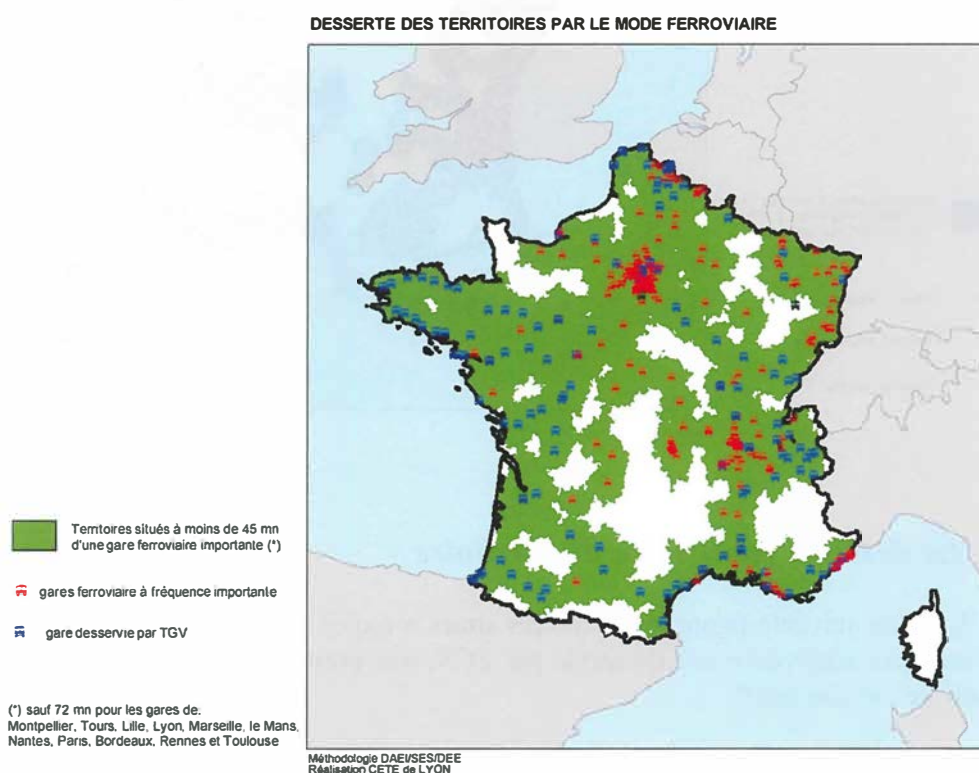 DESSERTE DES TERRITOIRES PAR LE MODE FERROVIAIRE
Territoires situés à moins de 45 mn
d'une gare ferroviaire importante (*)
gares ferroviaire à fréquence importante
gare desservie par TGV
(*) sauf 72 mn pour les gares de:
Montpellier, Tours, Lille, Lyon, Marseille, le Mans,
Nantes, Paris, Bordeaux, Rennes et Toulouse
Méthodologie DAEI/SES/DEE
Réalisation CETE de LYON